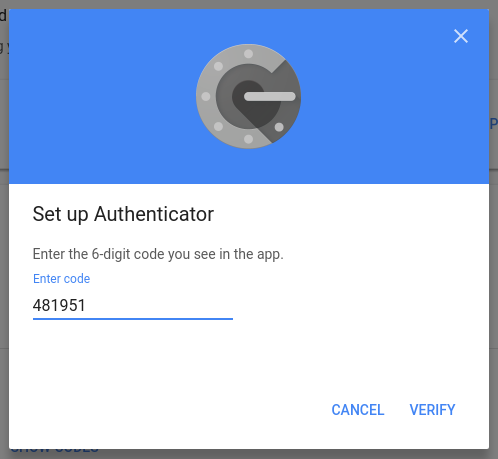 Set up Authenticator
Enter the 6-digit code you see in the app.
Enter code
481951
CANCEL VERIFY